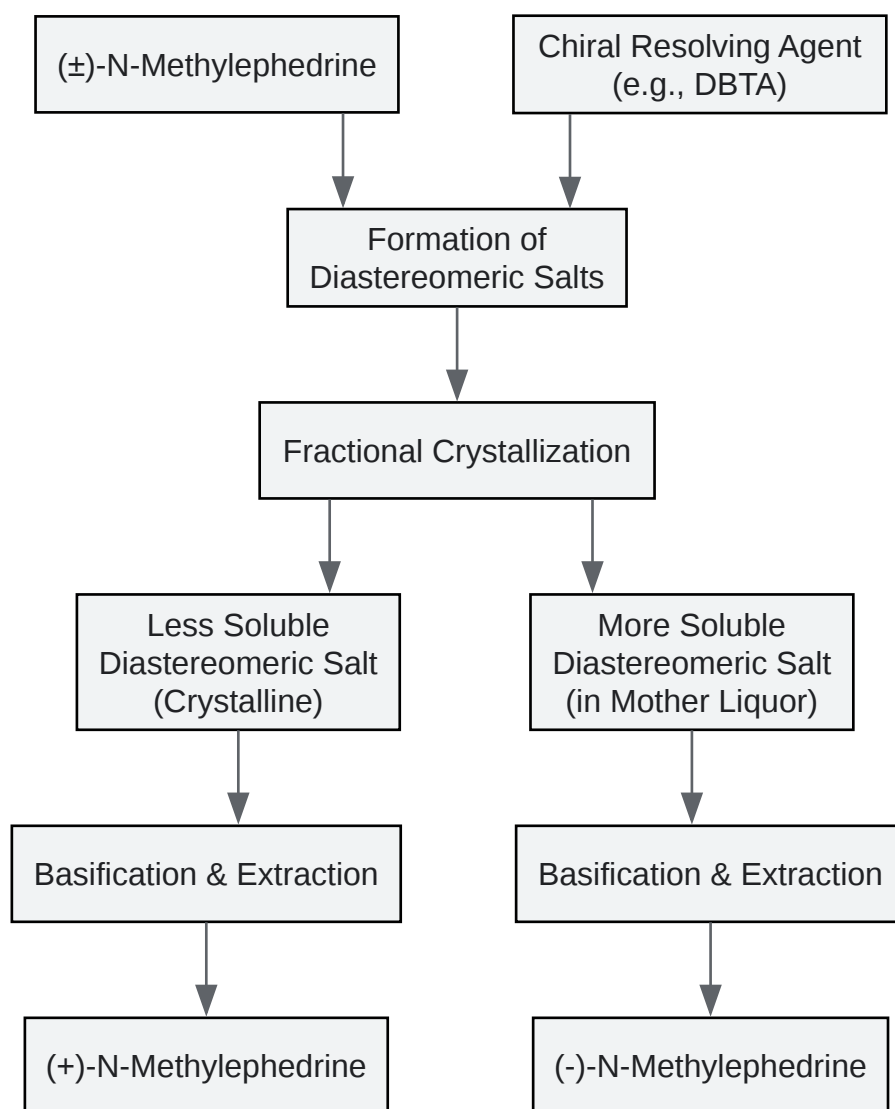 (±)-N-Methylephedrine
Chiral Resolving Agent
(e.g., DBTA)
Formation of
Diastereomeric Salts
Fractional Crystallization
Less Soluble
Diastereomeric Salt
(Crystalline)
More Soluble
Diastereomeric Salt
(in Mother Liquor)
Basification & Extraction
Basification & Extraction
(+)-N-Methylephedrine
(-)-N-Methylephedrine